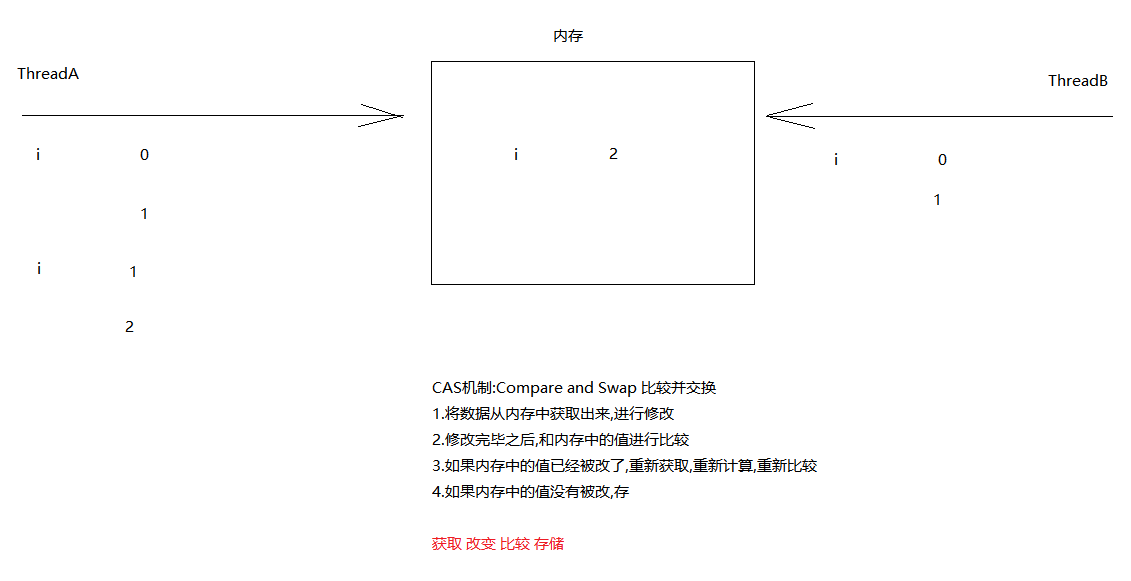 内存
ThreadA
ThreadB
i 0
i 2
i 0
1
1
i 1
2
CAS机制:Compare and Swap 比较并交换
1.将数据从内存中获取出来,进行修改
2.修改完毕之后,和内存中的值进行比较
3.如果内存中的值已经被改了,重新获取,重新计算,重新比较
4.如果内存中的值没有被改,存
获取 改变 比较 存储